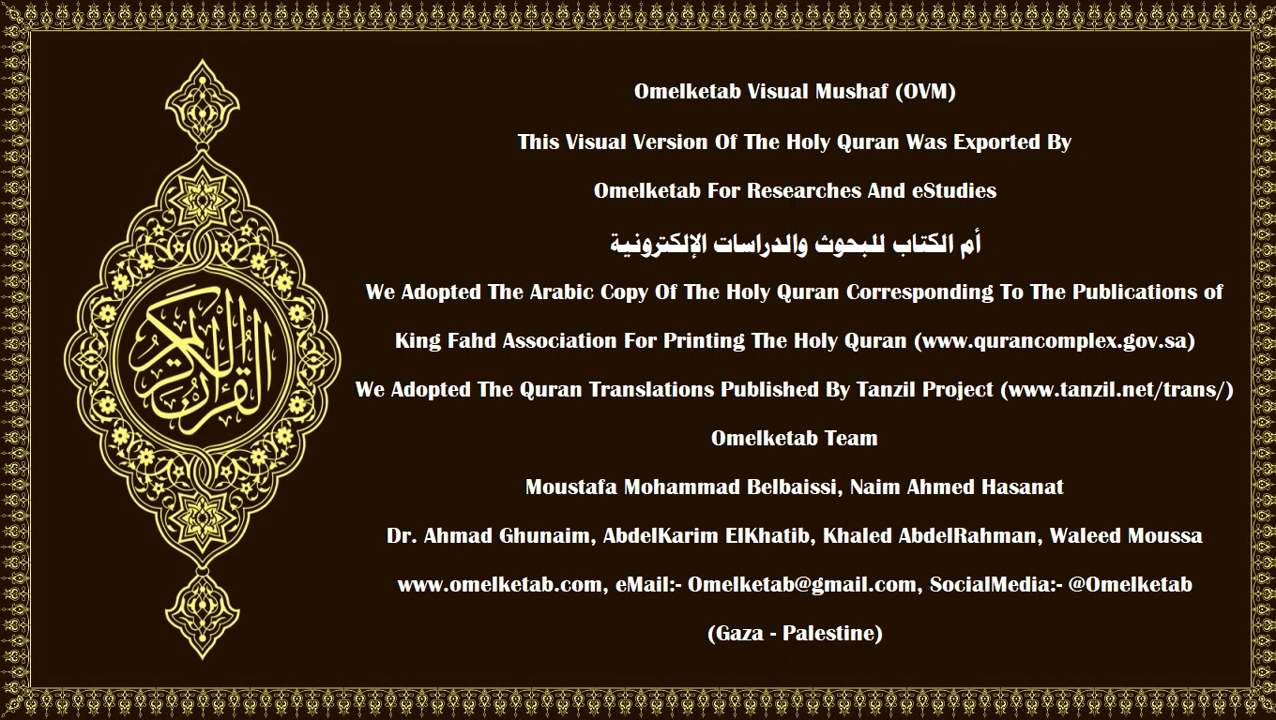 Omelketab Visual Mushaf (OVM)
This Visual Version Of The Holy Quran Was Exported By
Omelketab For Researches And eStudies
أم الكتاب للبحوث والدراسات الإلكترونية
We Adopted The Arabic Copy Of The Holy Quran Corresponding To The Publications of
King Fahd Association For Printing The Holy Quran (www.qurancomplex.gov.sa)
We Adopted The Quran Translations Published By Tanzil Project (www.tanzil.net/trans/)
Omelketab Team
Moustafa Mohammad Belbaissi, Naim Ahmed Hasanat
Dr. Ahmad Ghunaim, AbdelKarim ElKhatib, Khaled AbdelRahman, Waleed Moussa
www.omelketab.com, eMail:- Omelketab@gmail.com, SocialMedia:- @Omelketab
(Gaza - Palestine)
القرآن الكريم